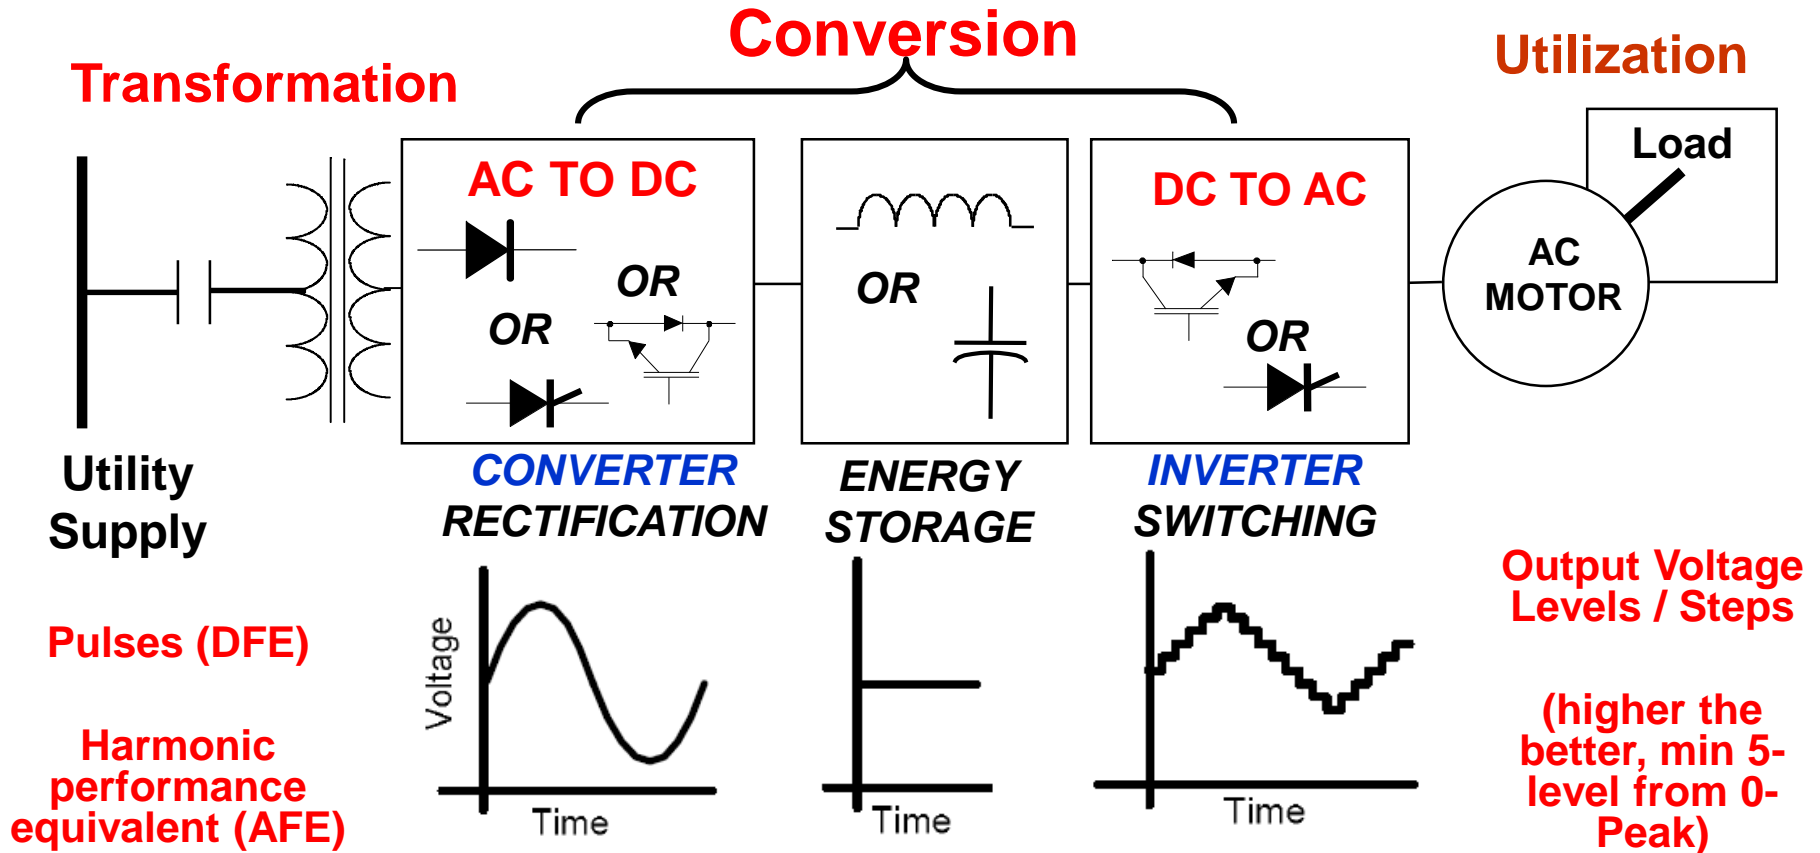 Conversion
Transformation
Utilization
AC TO DC
OR
OR
OR
DC TO AC
OR
Load
AC
MOTOR
Utility
Supply
CONVERTER
RECTIFICATION
ENERGY
STORAGE
INVERTER
SWITCHING
Pulses (DFE)
Harmonic
performance
equivalent (AFE)
Voltage
Time
Time
Time
Output Voltage
Levels / Steps
(higher the
better, min 5-
level from 0-
Peak)